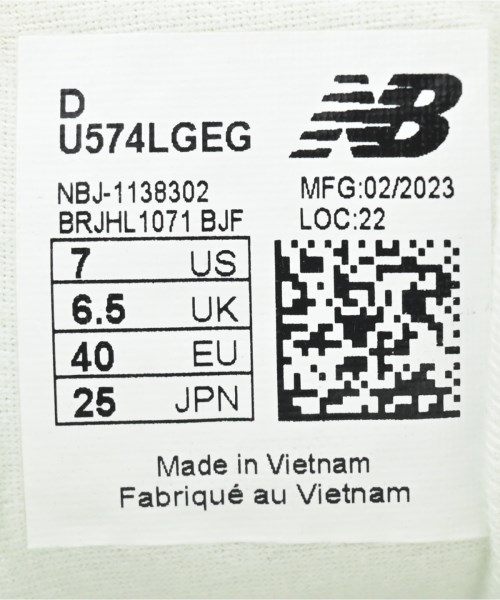 D
U574LGEG
NB
NBJ-1138302
BRJHL1071 BJF
MFG:02/2023
LOC:22
7 US
6.5 UK
40 EU
25 JPN
Made in Vietnam
Fabriqué au Vietnam